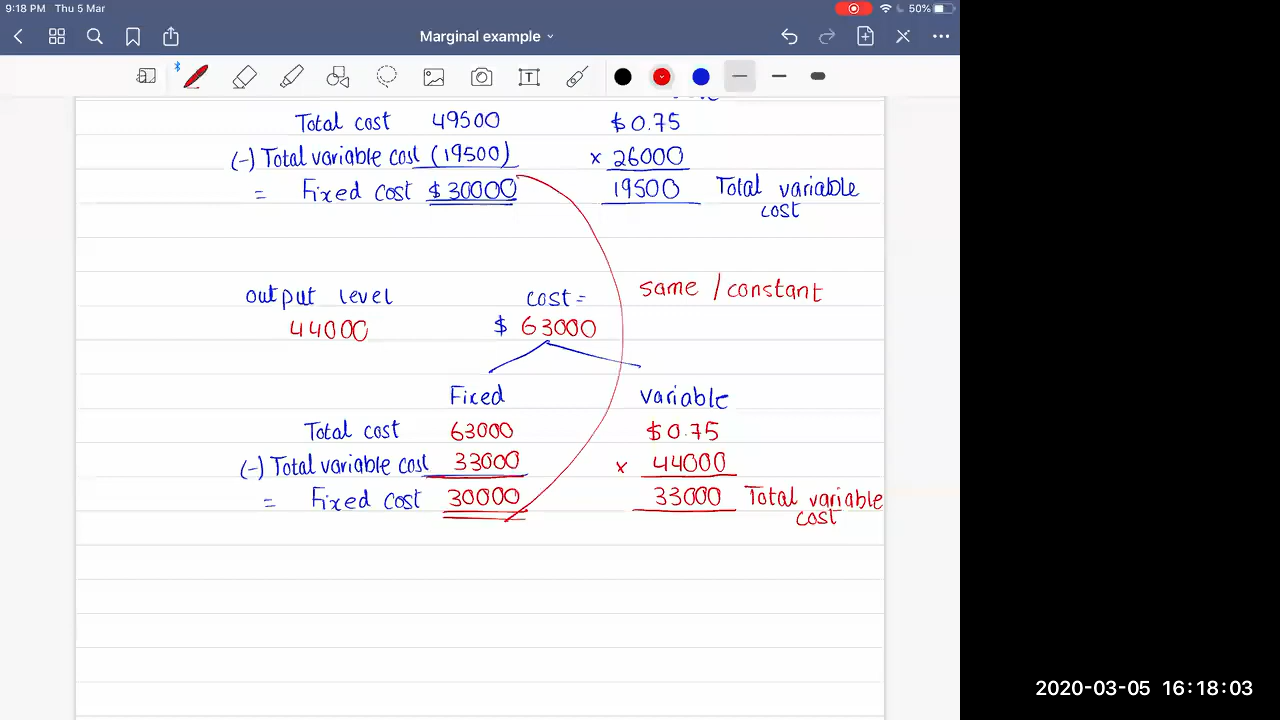 9:18 PM Thu 5 Mar 50%
Marginal example
Total cost 49500 $0.75
(-) Total variable cost (19500) x 26000
= Fixed cost $30000 19500 Total variable
cost
same / constant
output level cost =
44000 $ 63000
Fixed variable
Total cost 63000 $0.75
(-) Total variable cost 33000 x 44000
= Fixed cost 30000 33000 Total variable
cost
2020-03-05 16:18:03